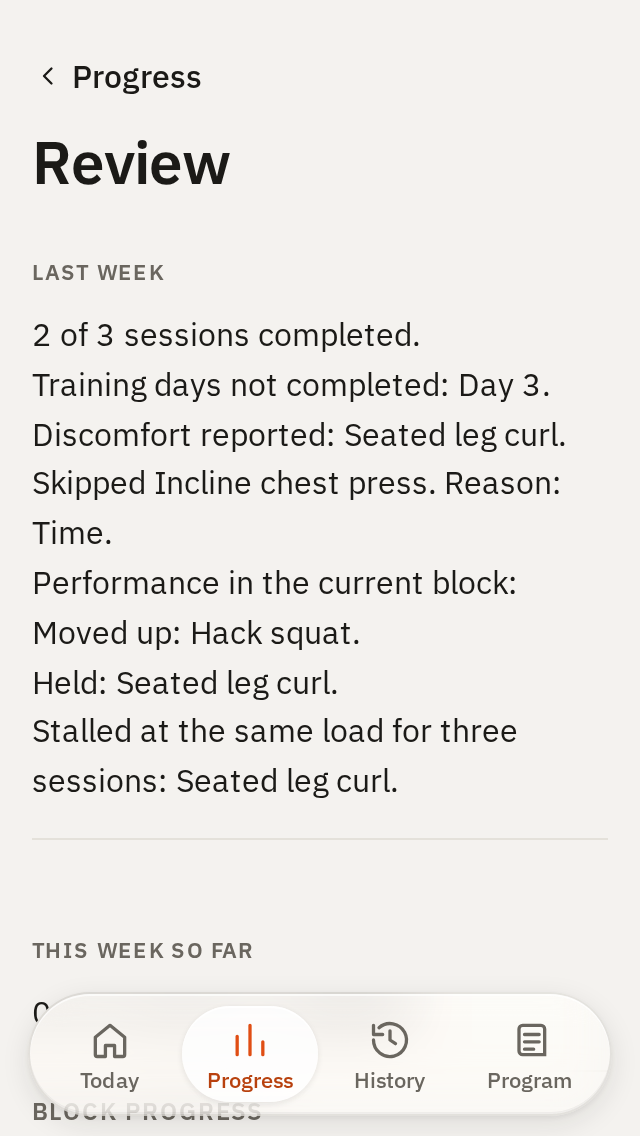 Progress
Review
LAST WEEK
2 of 3 sessions completed.
Training days not completed: Day 3.
Discomfort reported: Seated leg curl.
Skipped Incline chest press. Reason:
Time.
Performance in the current block:
Moved up: Hack squat.
Held: Seated leg curl.
Stalled at the same load for three
sessions: Seated leg curl.
THIS WEEK SO FAR
Today
Progress
History
Program
BLOCK PROGRESS